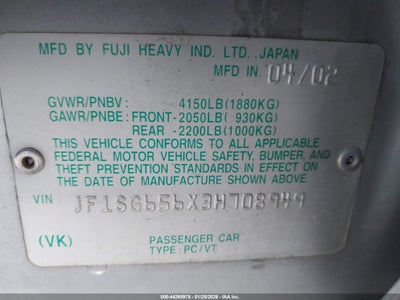 MFD BY FUJI HEAVY IND. LTD., JAPAN
MFD IN 04/02
GVWR/PNBV : 4150LB(1880KG)
GAWR/PNBE : FRONT-2050LB( 930KG)
REAR -2200LB(1000KG)
THIS VEHICLE CONFORMS TO ALL APPLICABLE
FEDERAL MOTOR VEHICLE SAFETY, BUMPER, AND
THEFT PREVENTION STANDARDS IN EFFECT ON
THE DATE OF MANUFACTURE SHOWN ABOVE.
VIN JF1SG656X3H708949
(VK) PASSENGER CAR
TYPE: PC/VT